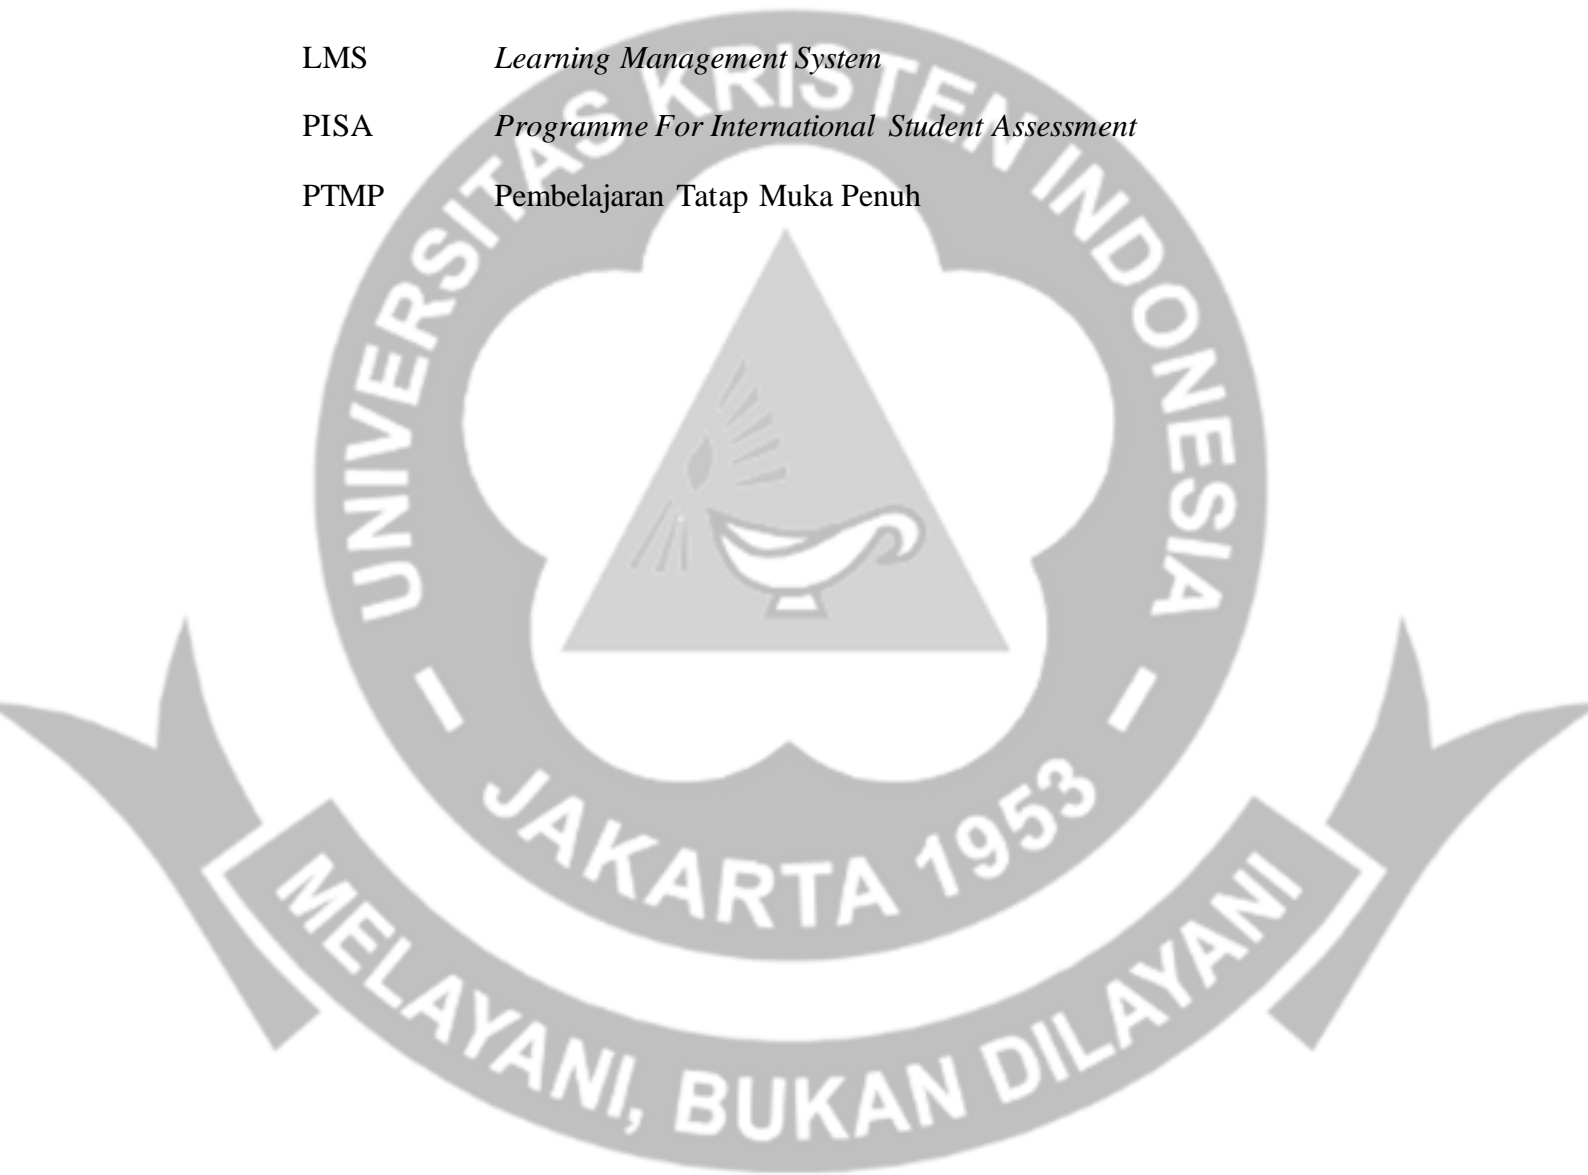 LMS Learning Management System
PISA Programme For International Student Assessment
PTMP Pembelajaran Tatap Muka Penuh
UNIVERSITAS KRISTEN INDONESIA
JAKARTA 1953
MELAYANI, BUKAN DILAYANI